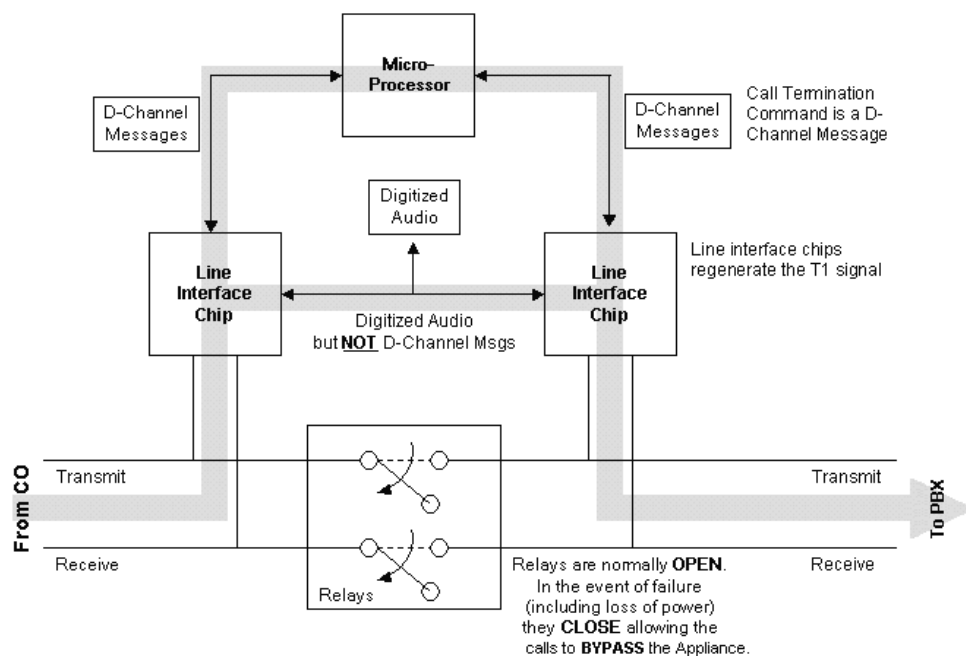 Micro-
Processor
D-Channel
Messages
D-Channel
Messages
Call Termination
Command is a D-
Channel Message
Digitized
Audio
Line
Interface
Chip
Line
Interface
Chip
Line interface chips
regenerate the T1 signal
Digitized Audio
but NOT D-Channel Msgs
From CO
Transmit
Transmit
To PBX
Receive
Relays
Relays are normally OPEN.
In the event of failure
(including loss of power)
they CLOSE allowing the
calls to BYPASS the Appliance.
Receive